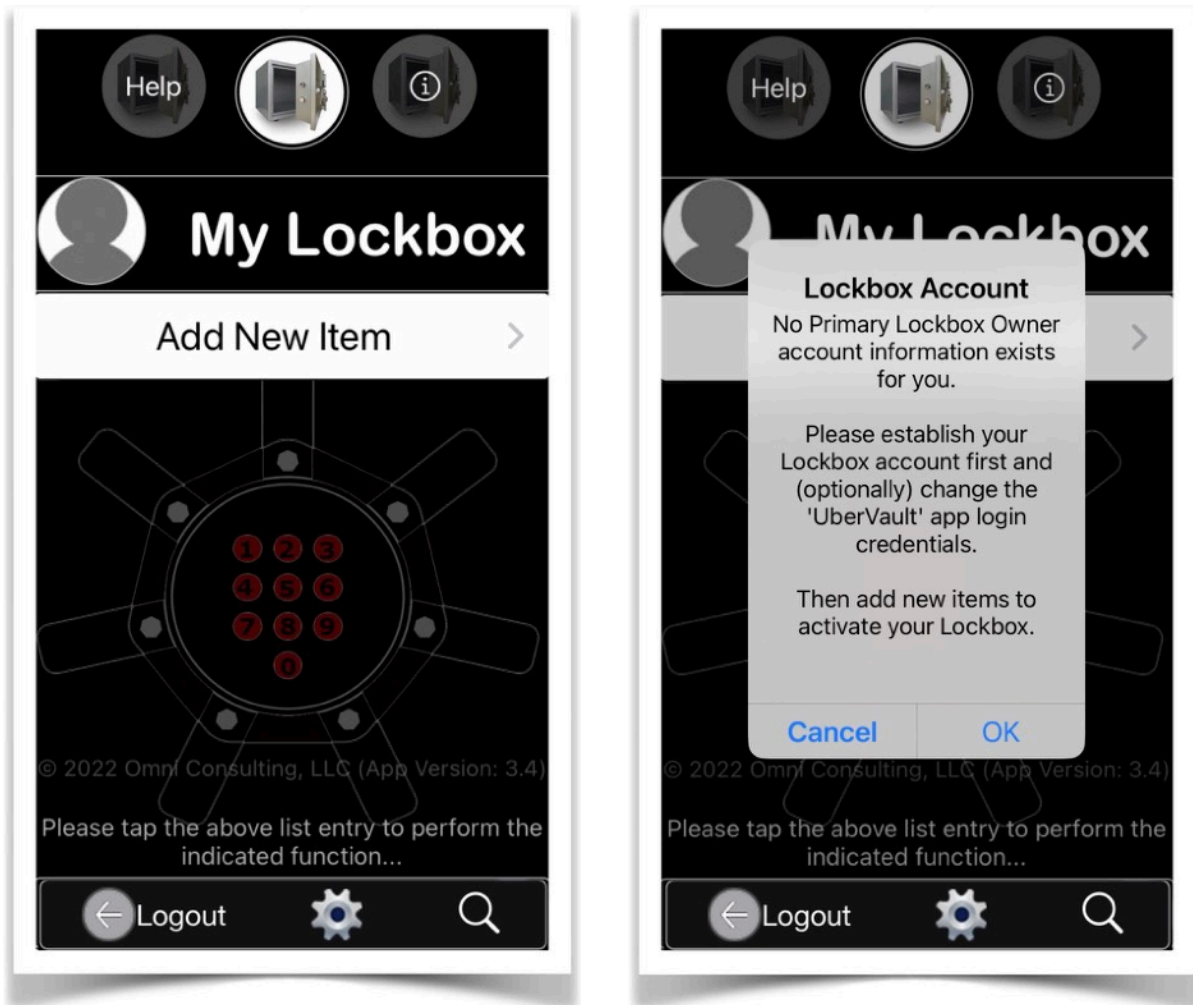 Help
i
My Lockbox
Add New Item
1 2 3
4 5 6
7 8 9
0
© 2022 Omni Consulting, LLC (App Version: 3.4)
Please tap the above list entry to perform the
indicated function...
Logout
Help
i
My Lockbox
Lockbox Account
No Primary Lockbox Owner
account information exists
for you.
Please establish your
Lockbox account first and
(optionally) change the
'UberVault' app login
credentials.
Then add new items to
activate your Lockbox.
Cancel OK
© 2022 Omni Consulting, LLC (App Version: 3.4)
Please tap the above list entry to perform the
indicated function...
Logout